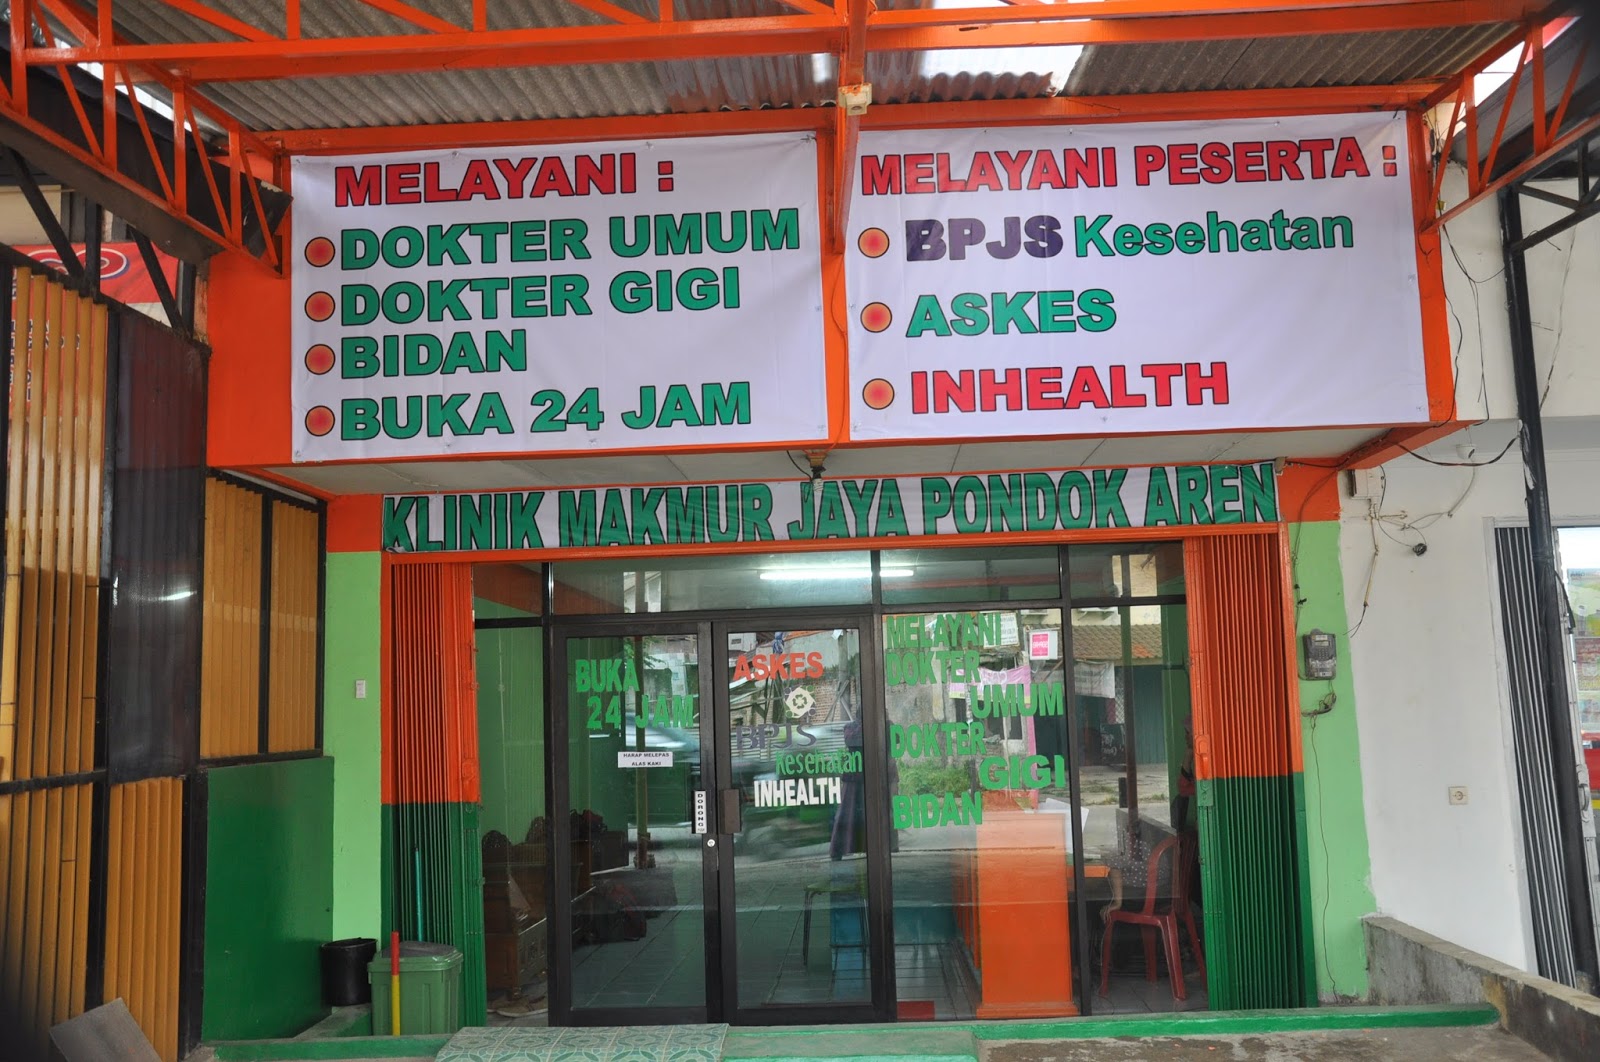 MELAYANI :
DOKTER UMUM
DOKTER GIGI
BIDAN
BUKA 24 JAM
MELAYANI PESERTA :
BPJS Kesehatan
ASKES
INHEALTH
KLINIK MAKMUR JAYA PONDOK AREN
BUKA
24 JAM
HARAP MELEPAS
ALAS KAKI
DORONG
ASKES
BPJS
Kesehatan
INHEALTH
MELAYANI
DOKTER
UMUM
DOKTER
GIGI
BIDAN